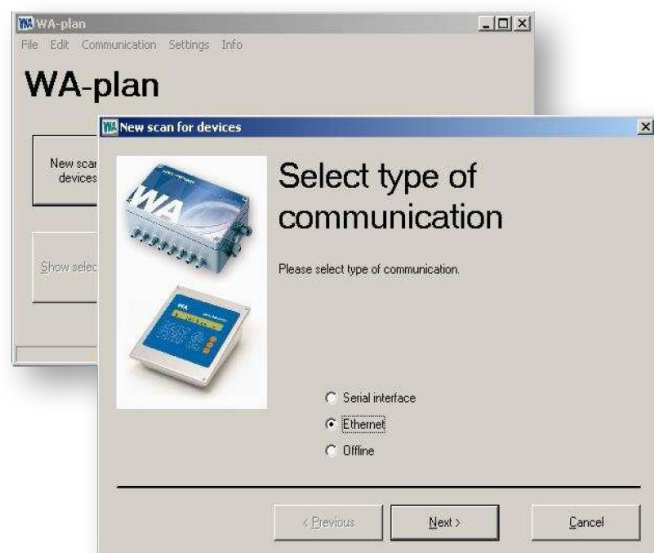 WA-plan
File Edit Communication Settings Info
WA-plan
New scan for devices
New scan
devices
Show selec
WA
Select type of
communication
Please select type of communication.
Serial interface
Ethernet
Offline
< Previous
Next >
Cancel